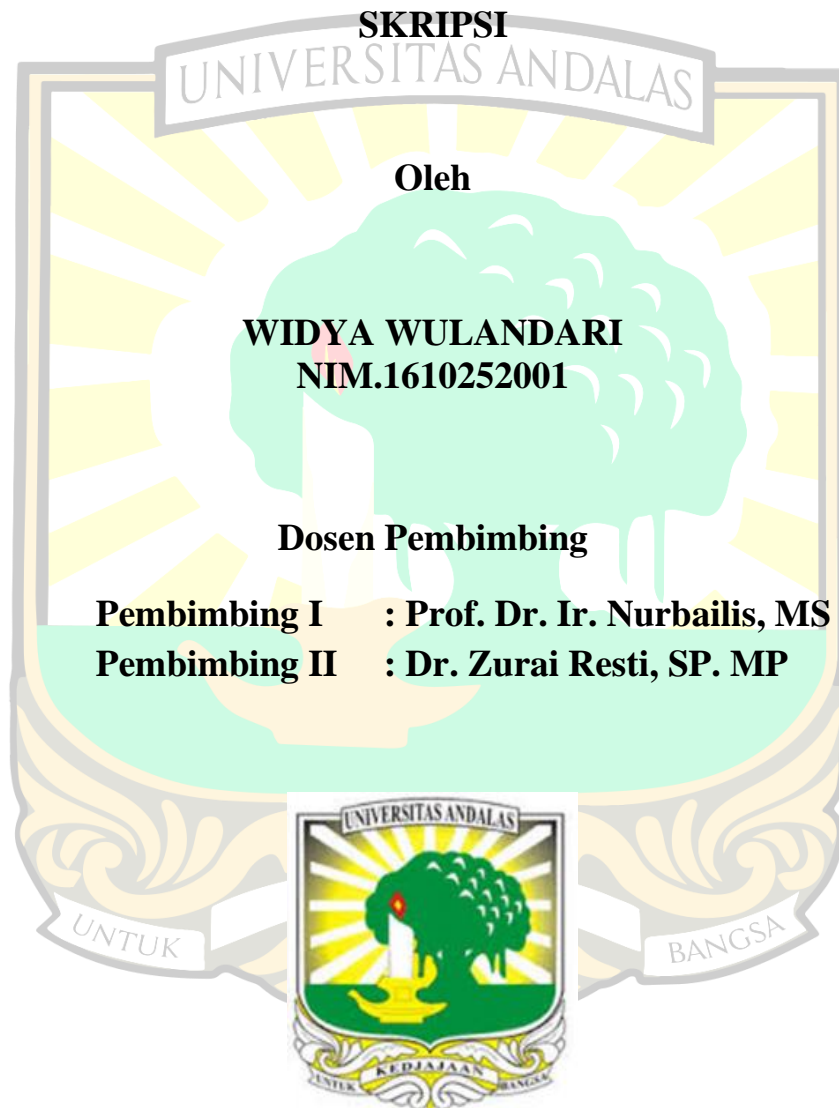 SKRIPSI
UNIVERSITAS ANDALAS
Oleh
WIDYA WULANDARI
NIM.1610252001
Dosen Pembimbing
Pembimbing I : Prof. Dr. Ir. Nurbailis, MS
Pembimbing II : Dr. Zurai Resti, SP. MP
UNIVERSITAS ANDALAS
UNTUK
BANGSA
UNTUK KEDJAJAAN BANGSA